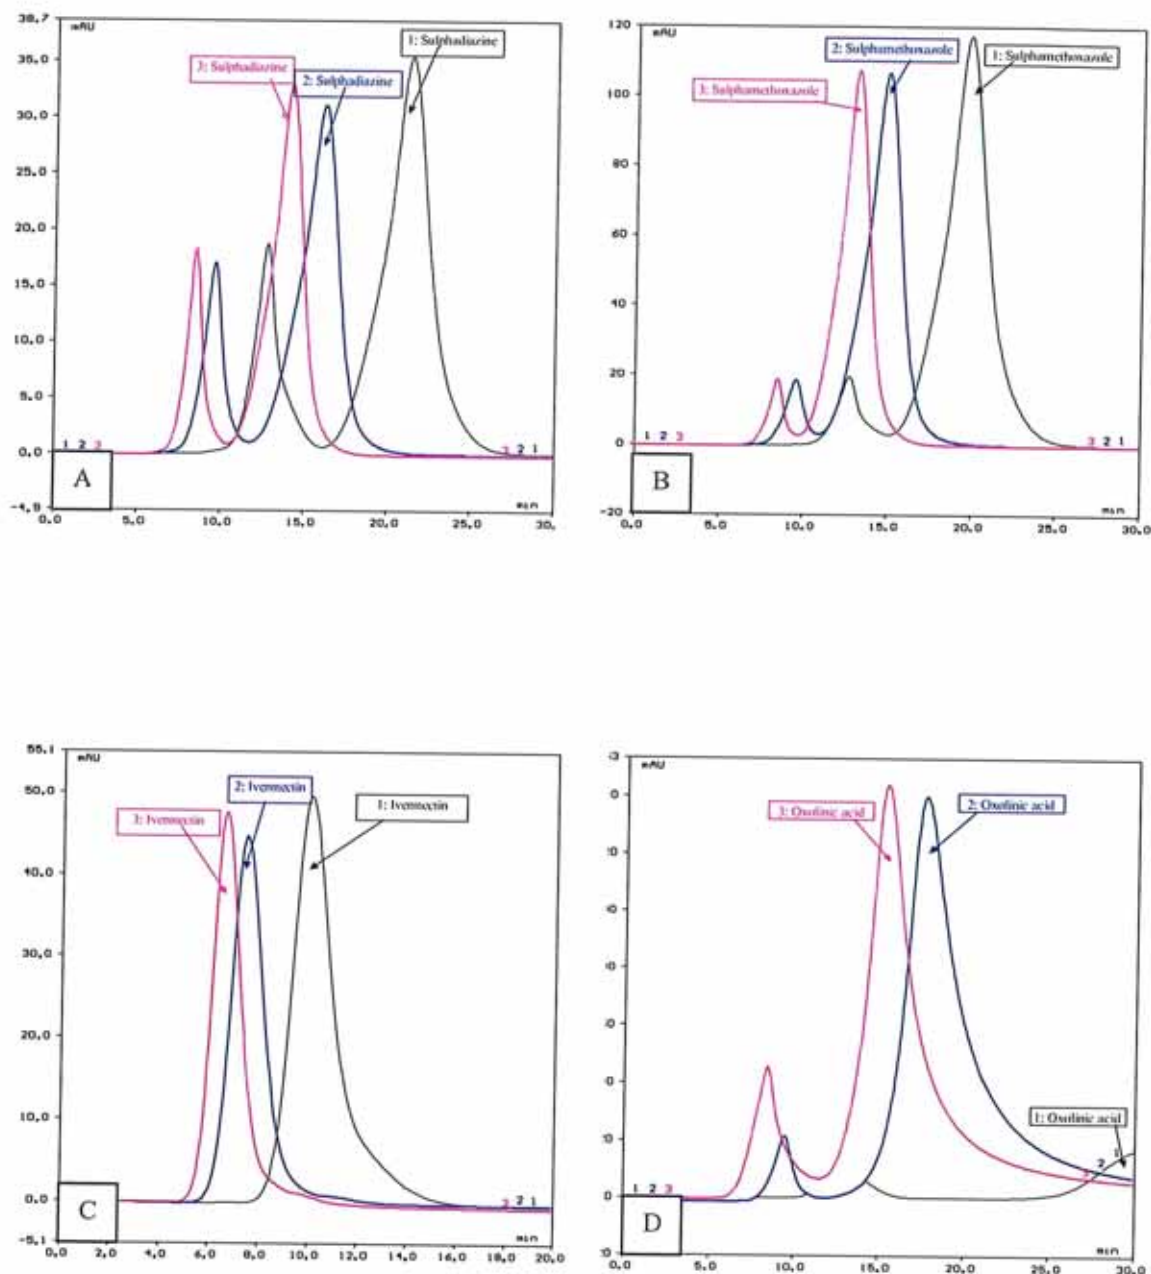 38,7
mAU
35,0
30,0
25,0
20,0
15,0
10,0
5,0
0,0
-4,9
1: Sulphadiazine
3: Sulphadiazine
2: Sulphadiazine
1 2 3
3 2 1
A
min
0,0 5,0 10,0 15,0 20,0 25,0 30,
120
mAU
100
80
60
40
20
0
-20
2: Sulphamethoxazole
1: Sulphamethoxazole
3: Sulphamethoxazole
1 2 3
3 2 1
B
min
0,0 5,0 10,0 15,0 20,0 25,0 30,0
55,1
mAU
50,0
40,0
30,0
20,0
10,0
0,0
-5,1
2: Ivermectin
1: Ivermectin
3: Ivermectin
1 2 3
3 2 1
C
min
0,0 2,0 4,0 6,0 8,0 10,0 12,0 14,0 16,0 18,0 20,0
mAU
3: Oxolinic acid
2: Oxolinic acid
1: Oxolinic acid
1 2 3
3 2 1
D
min
5,0 10,0 15,0 20,0 25,0 30,0